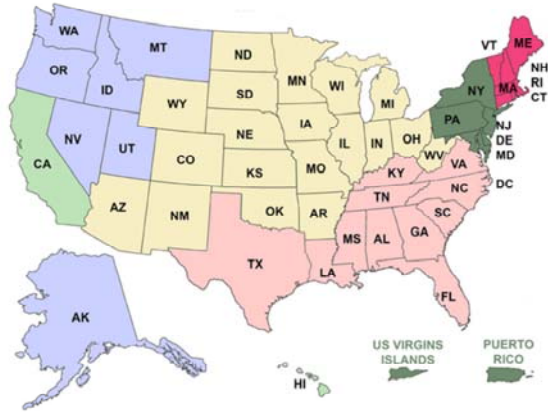 WA
MT
ND
MN
VT
ME
OR
ID
SD
WI
MI
NY
NH
RI
MA
CT
WY
IA
PA
NV
NE
IL
IN
OH
NJ
DE
MD
UT
CO
WV
CA
KS
MO
KY
VA
DC
AZ
NM
OK
AR
TN
NC
SC
TX
MS
AL
GA
LA
FL
AK
HI
US VIRGINS
ISLANDS
PUERTO
RICO